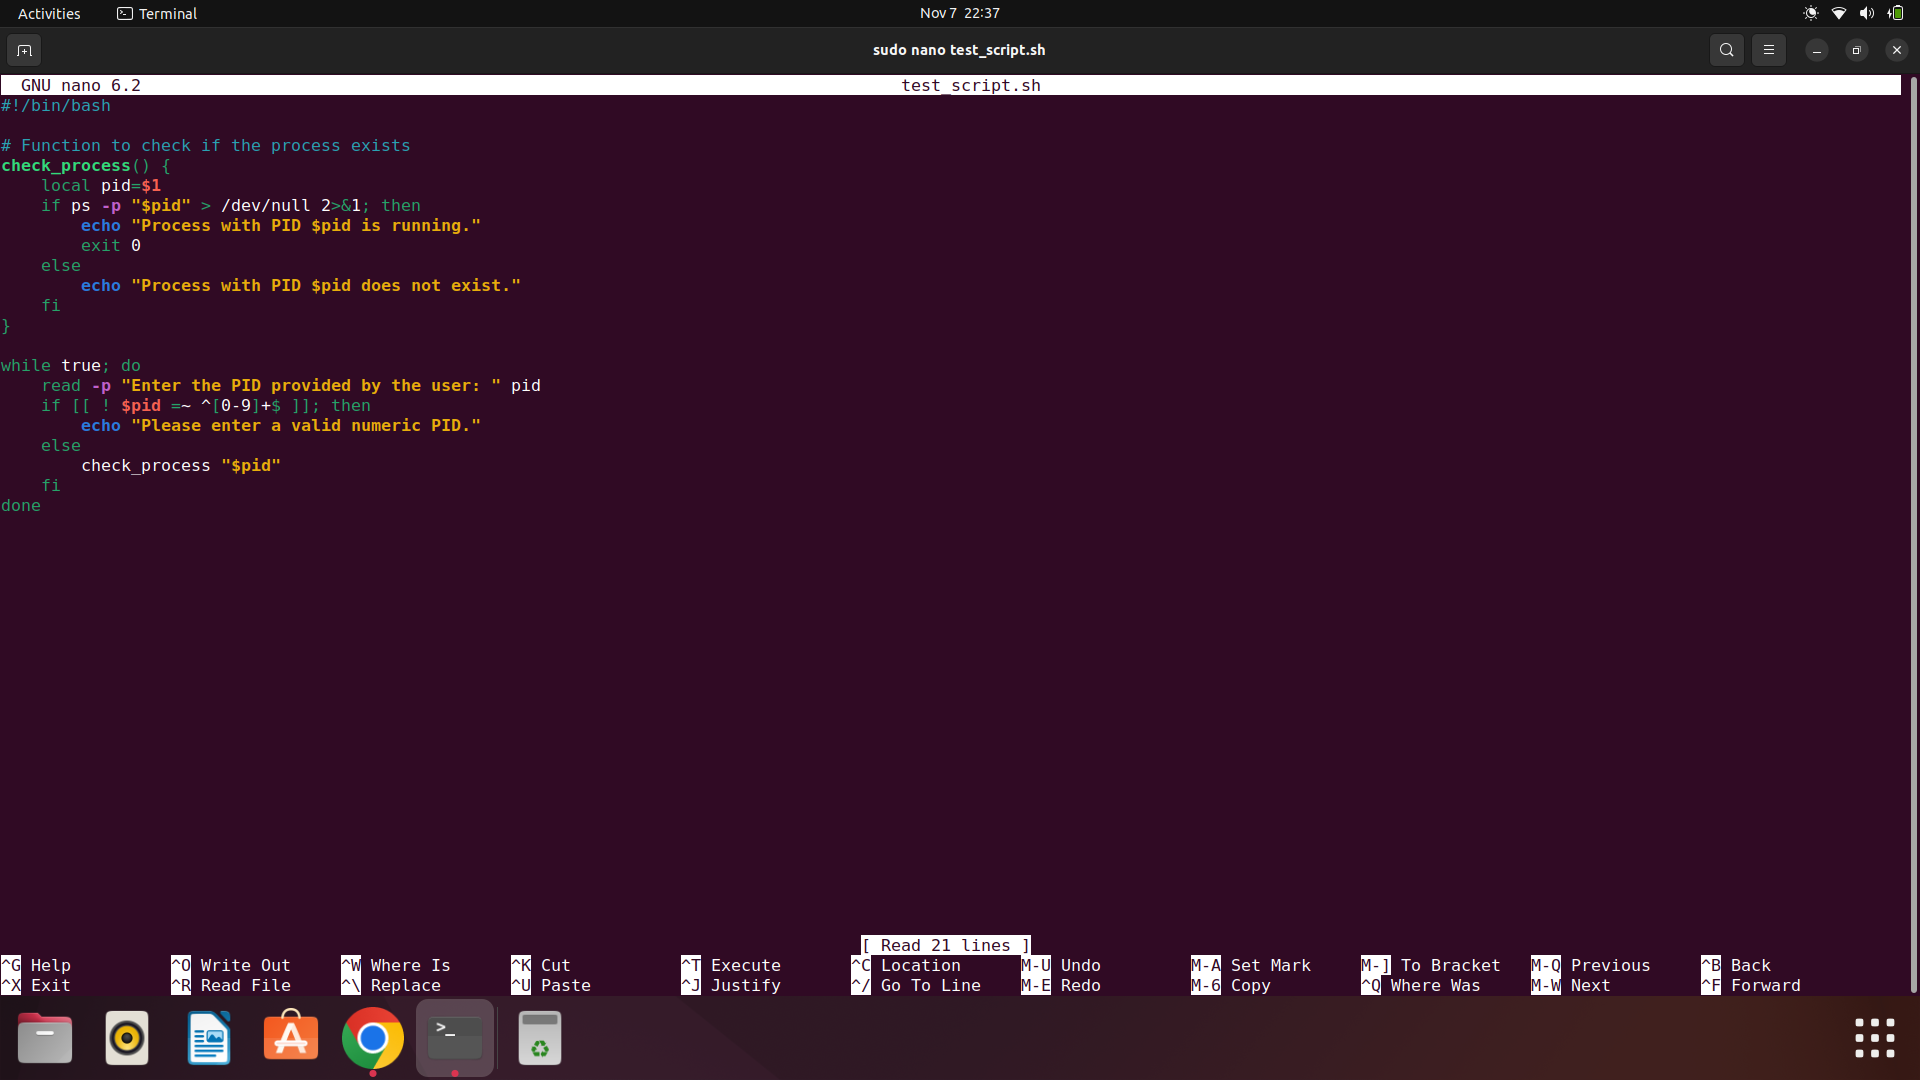 Activities Terminal Nov 7 22:37
sudo nano test_script.sh
GNU nano 6.2 test_script.sh
#!/bin/bash

# Function to check if the process exists
check_process() {
    local pid=$1
    if ps -p "$pid" > /dev/null 2>&1; then
        echo "Process with PID $pid is running."
        exit 0
    else
        echo "Process with PID $pid does not exist."
    fi
}

while true; do
    read -p "Enter the PID provided by the user: " pid
    if [[ ! $pid =~ ^[0-9]+$ ]]; then
        echo "Please enter a valid numeric PID."
    else
        check_process "$pid"
    fi
done
[ Read 21 lines ]
^G Help ^O Write Out ^W Where Is ^K Cut ^T Execute ^C Location M-U Undo M-A Set Mark M-] To Bracket M-Q Previous ^B Back
^X Exit ^R Read File ^\ Replace ^U Paste ^J Justify ^/ Go To Line M-E Redo M-6 Copy ^Q Where Was M-W Next ^F Forward